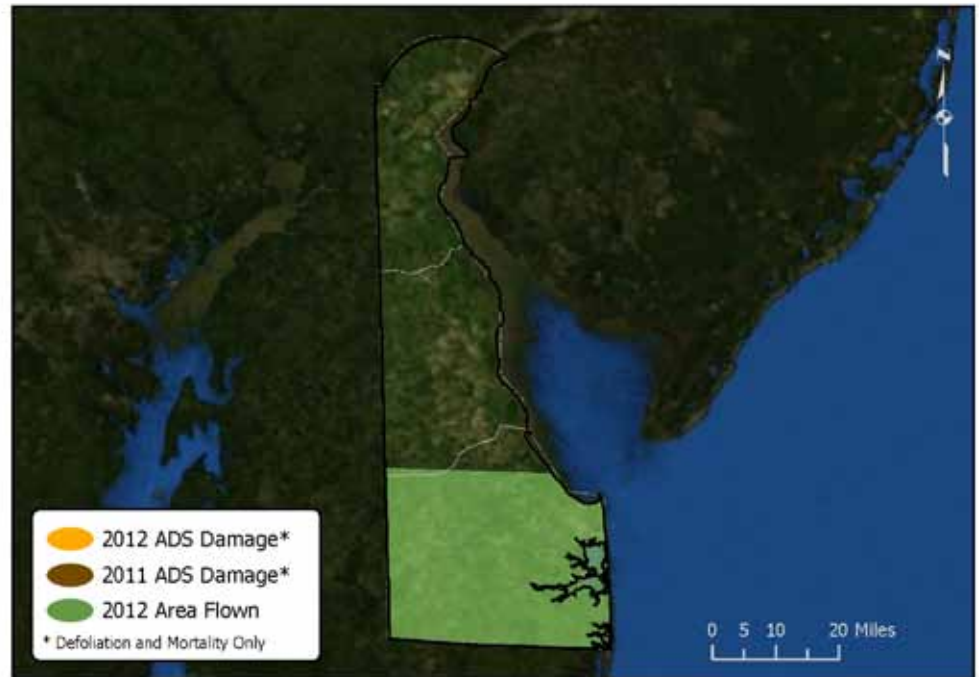 2012 ADS Damage*
2011 ADS Damage*
2012 Area Flown
* Defoliation and Mortality Only
0 5 10 20 Miles